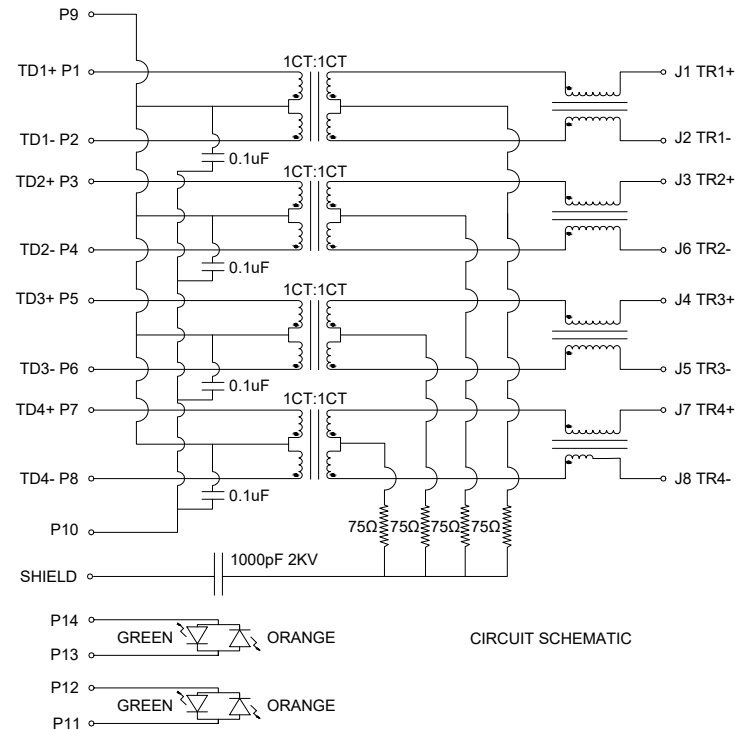 P9
1CT:1CT
TD1+ P1
J1 TR1+
TD1- P2
J2 TR1-
0.1uF
1CT:1CT
TD2+ P3
J3 TR2+
TD2- P4
J6 TR2-
0.1uF
1CT:1CT
TD3+ P5
J4 TR3+
TD3- P6
J5 TR3-
0.1uF
1CT:1CT
TD4+ P7
J7 TR4+
TD4- P8
J8 TR4-
0.1uF
P10
75Ω 75Ω 75Ω 75Ω
1000pF 2KV
SHIELD
P14
GREEN
ORANGE
CIRCUIT SCHEMATIC
P13
P12
GREEN
ORANGE
P11